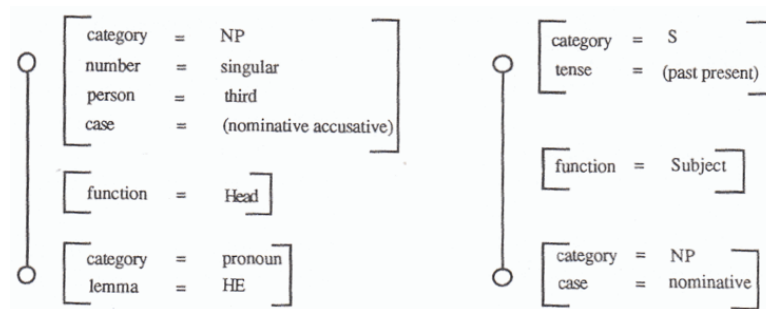 category = NP
number = singular
person = third
case = (nominative accusative)
function = Head
category = pronoun
lemma = HE
category = S
tense = (past present)
function = Subject
category = NP
case = nominative